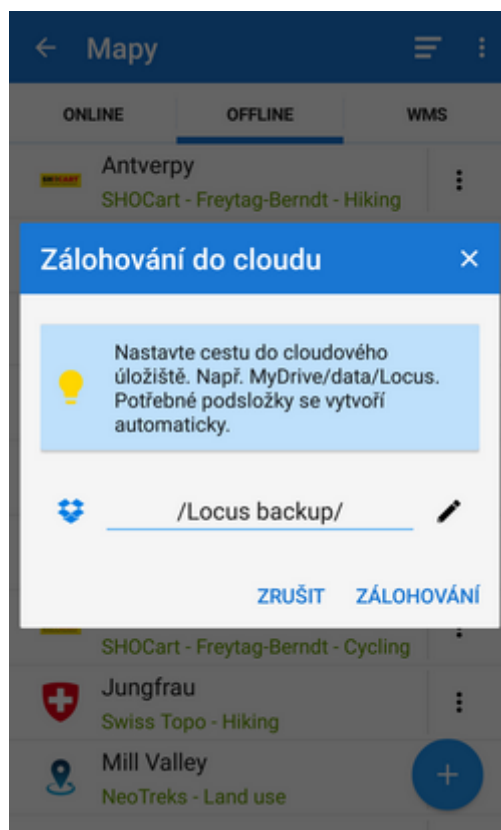 Mapy
ONLINE OFFLINE WMS
Antverpy
SHOCart - Freytag-Berndt - Hiking
Zálohování do cloudu
Nastavte cestu do cloudového
úložiště. Např. MyDrive/data/Locus.
Potřebné podsložky se vytvoří
automaticky.
/Locus backup/
ZRUŠIT ZÁLOHOVÁNÍ
SHOCart - Freytag-Berndt - Cycling
Jungfrau
Swiss Topo - Hiking
Mill Valley
NeoTreks - Land use